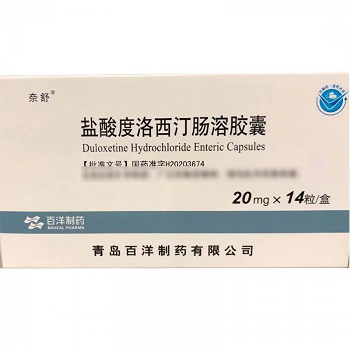 奈舒
盐酸度洛西汀肠溶胶囊
Duloxetine Hydrochloride Enteric Capsules
【批准文号】国药准字H20203674
20mg×14粒/盒
百洋制药
BAHEAL PHARMA
青岛百洋制药有限公司